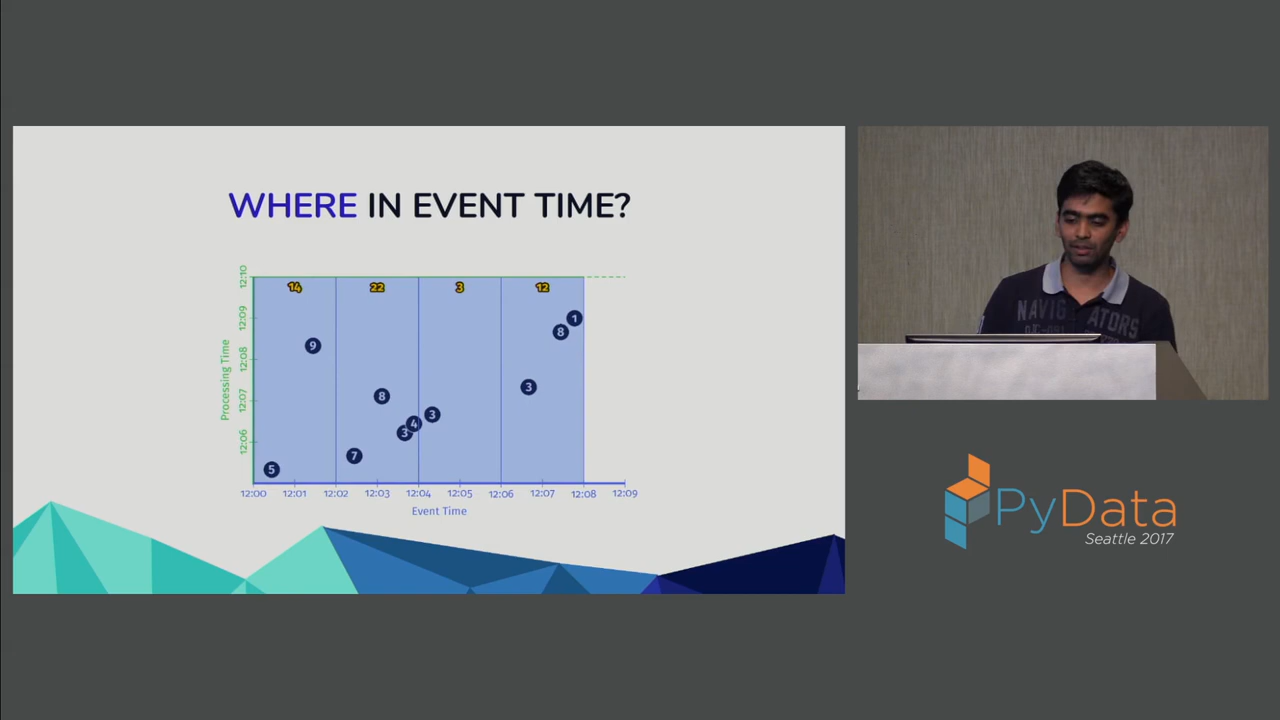 WHERE IN EVENT TIME?
Processing Time
12:10
12:09
12:08
12:07
12:06
14 22 3 12
1
8
9
3
8
3
4
3
7
5
12:00 12:01 12:02 12:03 12:04 12:05 12:06 12:07 12:08 12:09
Event Time
NAVIG ATORS
PyData
Seattle 2017